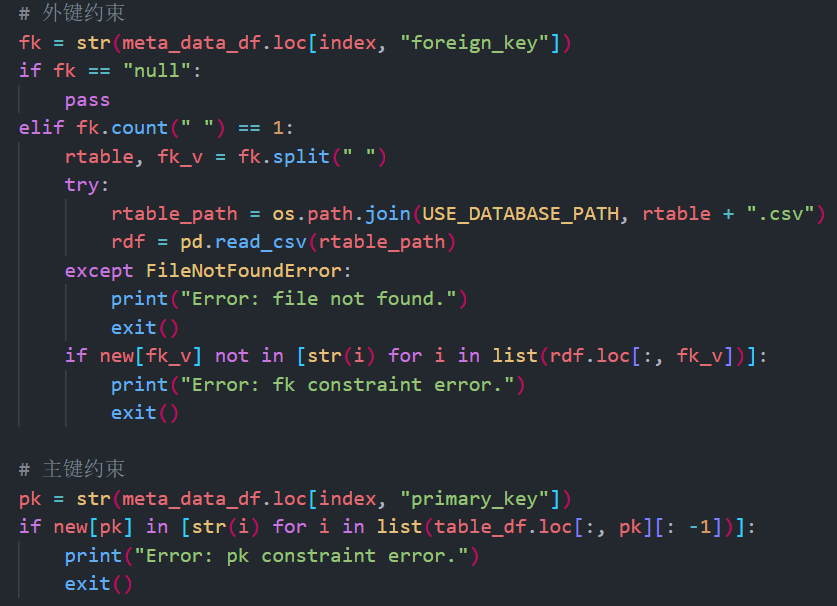 # 外键约束
fk = str(meta_data_df.loc[index, "foreign_key"])
if fk == "null":
    pass
elif fk.count(" ") == 1:
    rtable, fk_v = fk.split(" ")
    try:
        rtable_path = os.path.join(USE_DATABASE_PATH, rtable + ".csv")
        rdf = pd.read_csv(rtable_path)
    except FileNotFoundError:
        print("Error: file not found.")
        exit()
    if new[fk_v] not in [str(i) for i in list(rdf.loc[:, fk_v])]:
        print("Error: fk constraint error.")
        exit()
# 主键约束
pk = str(meta_data_df.loc[index, "primary_key"])
if new[pk] in [str(i) for i in list(table_df.loc[:, pk][: -1])]:
    print("Error: pk constraint error.")
    exit()